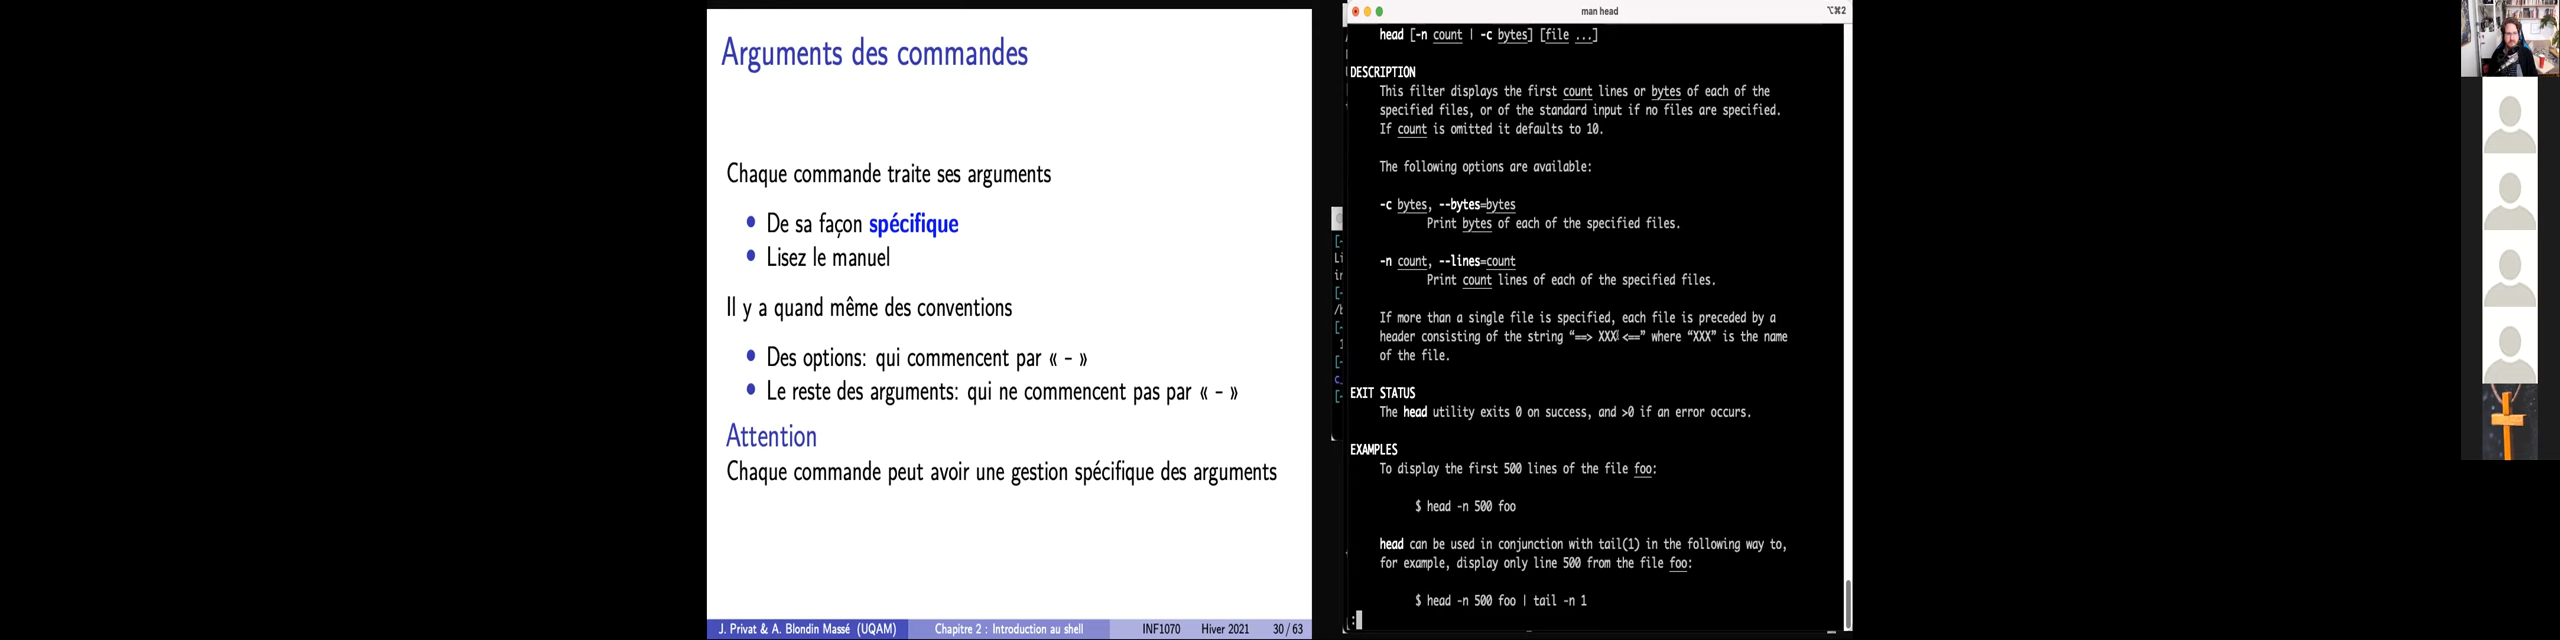 Arguments des commandes
Chaque commande traite ses arguments
• De sa façon spécifique
• Lisez le manuel
Il y a quand même des conventions
• Des options: qui commencent par « - »
• Le reste des arguments: qui ne commencent pas par « - »
Attention
Chaque commande peut avoir une gestion spécifique des arguments
J. Privat & A. Blondin Massé (UQAM) Chapitre 2 : Introduction au shell INF1070 Hiver 2021 30 / 63
man head ⌥⌘2
head [-n count | -c bytes] [file ...]
DESCRIPTION
This filter displays the first count lines or bytes of each of the
specified files, or of the standard input if no files are specified.
If count is omitted it defaults to 10.
The following options are available:
-c bytes, --bytes=bytes
Print bytes of each of the specified files.
-n count, --lines=count
Print count lines of each of the specified files.
If more than a single file is specified, each file is preceded by a
header consisting of the string “==> XXX <==” where “XXX” is the name
of the file.
EXIT STATUS
The head utility exits 0 on success, and >0 if an error occurs.
EXAMPLES
To display the first 500 lines of the file foo:
$ head -n 500 foo
head can be used in conjunction with tail(1) in the following way to,
for example, display only line 500 from the file foo:
$ head -n 500 foo | tail -n 1
: